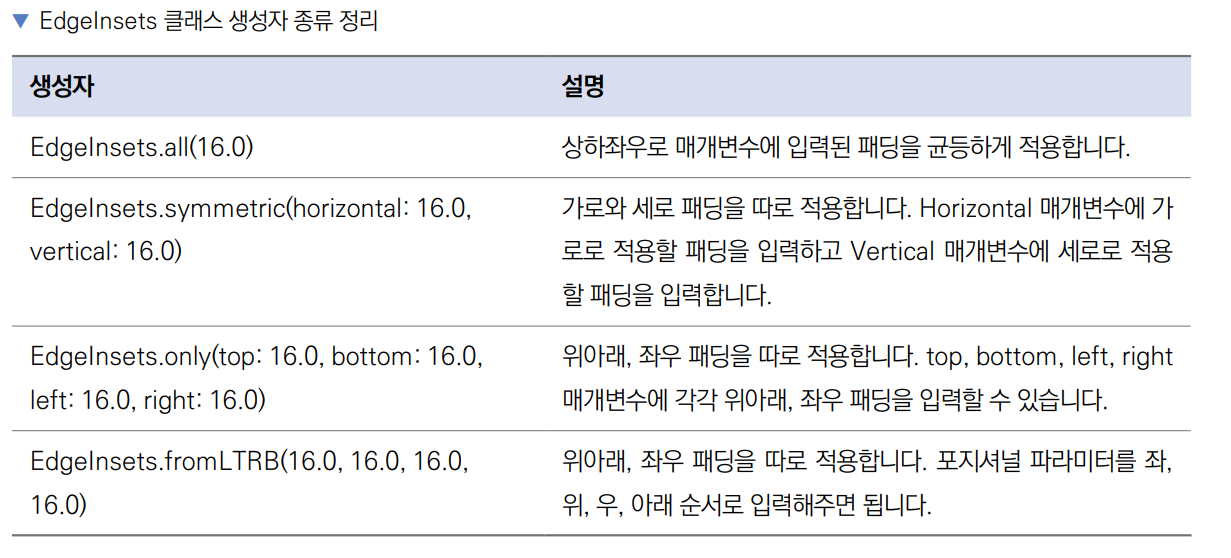 ▼ EdgeInsets 클래스 생성자 종류 정리
생성자 설명
EdgeInsets.all(16.0) 상하좌우로 매개변수에 입력된 패딩을 균등하게 적용합니다.
EdgeInsets.symmetric(horizontal: 16.0,
vertical: 16.0)
가로와 세로 패딩을 따로 적용합니다. Horizontal 매개변수에 가
로로 적용할 패딩을 입력하고 Vertical 매개변수에 세로로 적용
할 패딩을 입력합니다.
EdgeInsets.only(top: 16.0, bottom: 16.0,
left: 16.0, right: 16.0)
위아래, 좌우 패딩을 따로 적용합니다. top, bottom, left, right
매개변수에 각각 위아래, 좌우 패딩을 입력할 수 있습니다.
EdgeInsets.fromLTRB(16.0, 16.0, 16.0,
16.0)
위아래, 좌우 패딩을 따로 적용합니다. 포지셔널 파라미터를 좌,
위, 우, 아래 순서로 입력해주면 됩니다.